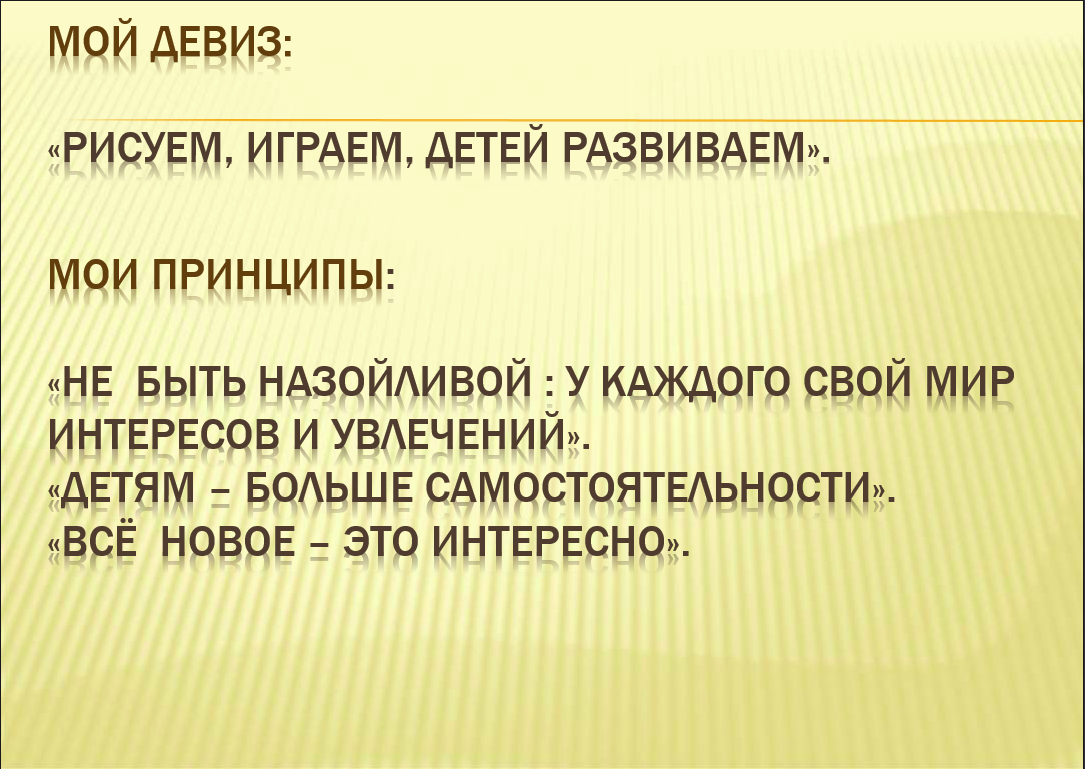 МОЙ ДЕВИЗ:
«РИСУЕМ, ИГРАЕМ, ДЕТЕЙ РАЗВИВАЕМ».
МОИ ПРИНЦИПЫ:
«НЕ  БЫТЬ НАЗОЙЛИВОЙ : У КАЖДОГО СВОЙ МИР
ИНТЕРЕСОВ И УВЛЕЧЕНИЙ».
«ДЕТЯМ – БОЛЬШЕ САМОСТОЯТЕЛЬНОСТИ».
«ВСЁ  НОВОЕ – ЭТО ИНТЕРЕСНО».